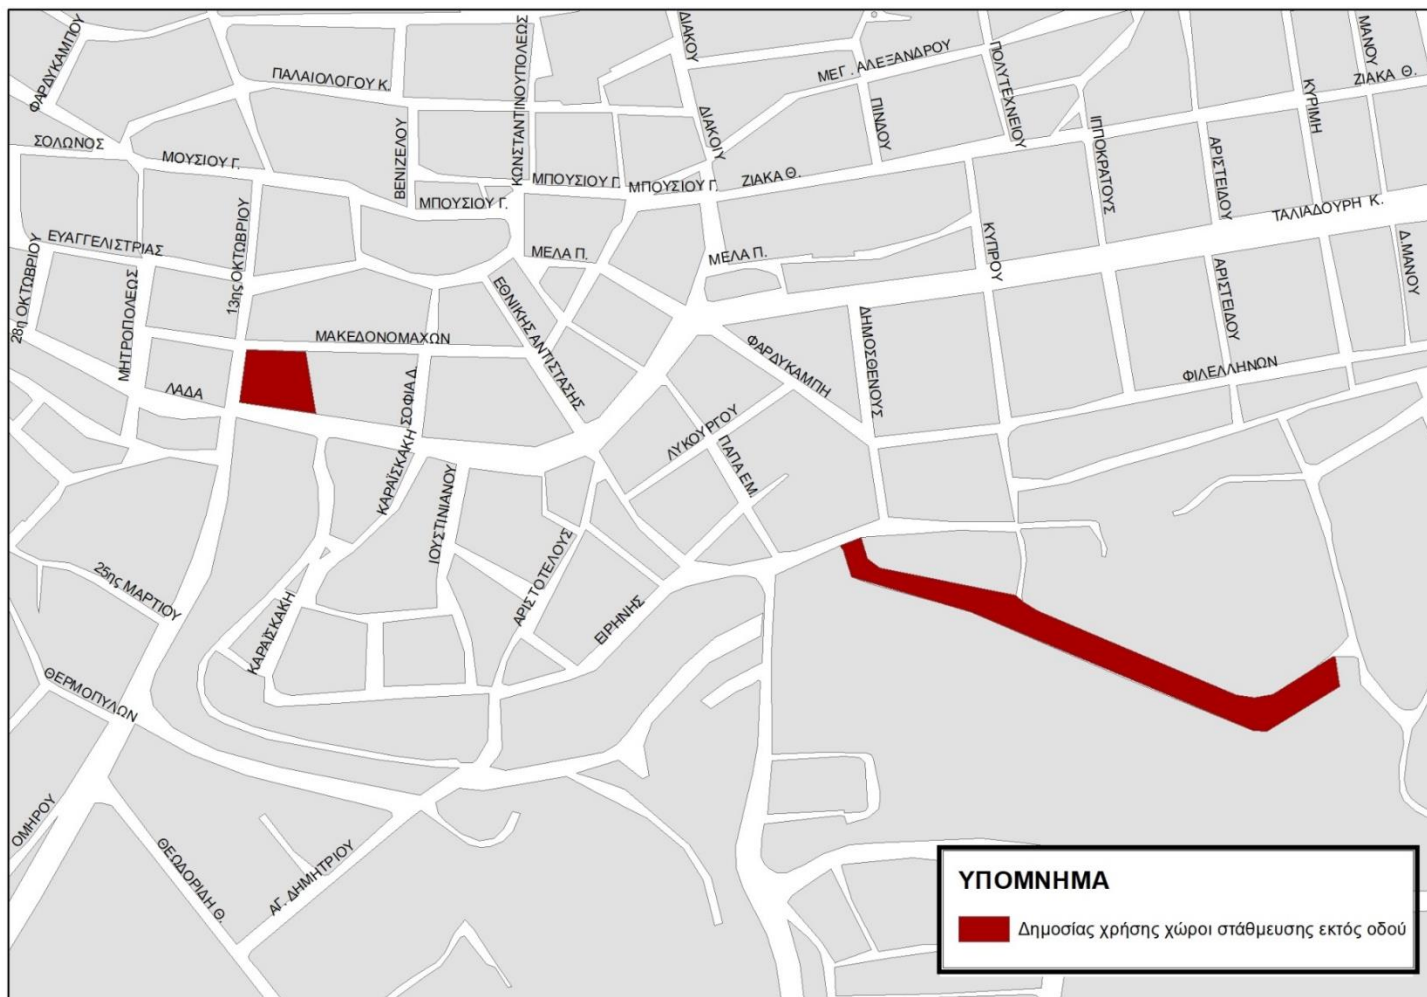 ΦΑΡΔΥΚΑΜΠΟΥ
ΠΑΛΑΙΟΛΟΓΟΥ Κ.
ΚΩΝΣΤΑΝΤΙΝΟΥΠΟΛΕΩΣ
ΔΙΑΚΟΥ
ΜΕΓ. ΑΛΕΞΑΝΔΡΟΥ
ΠΟΛΥΤΕΧΝΕΙΟΥ
ΜΑΝΟΥ
ΖΙΑΚΑ Θ.
ΚΥΡΙΜΗ
ΣΟΛΩΝΟΣ
ΜΟΥΣΙΟΥ Γ.
ΒΕΝΙΖΕΛΟΥ
ΔΙΑΚΟΙΥ
ΠΙΝΔΟΥ
ΙΠΠΟΚΡΑΤΟΥΣ
ΑΡΙΣΤΕΙΔΟΥ
ΜΠΟΥΣΙΟΥ Γ.
ΜΠΟΥΣΙΟΥ Γ.
ΜΠΟΥΣΙΟΥ Γ.
ΖΙΑΚΑ Θ.
ΤΑΛΙΑΔΟΥΡΗ Κ.
28η ΟΚΤΩΒΡΙΟΥ
ΕΥΑΓΓΕΛΙΣΤΡΙΑΣ
13ης ΟΚΤΩΒΡΙΟΥ
ΜΕΛΑ Π.
ΜΕΛΑ Π.
ΚΥΠΡΟΥ
ΑΡΙΣΤΕΙΔΟΥ
Δ.ΜΑΝΟΥ
ΜΗΤΡΟΠΟΛΕΩΣ
ΕΘΝΙΚΗΣ ΑΝΤΙΣΤΑΣΗΣ
ΜΑΚΕΔΟΝΟΜΑΧΩΝ
ΦΑΡΔΥΚΑΜΠΗ
ΔΗΜΟΣΘΕΝΟΥΣ
ΦΙΛΕΛΛΗΝΩΝ
ΛΑΔΑ
ΣΟΦΙΑ Δ.
ΛΥΚΟΥΡΓΟΥ
ΠΑΠΑ ΕΜ.
ΚΑΡΑΪΣΚΑΚΗ
ΙΟΥΣΤΙΝΙΑΝΟΥ
ΑΡΙΣΤΟΤΕΛΟΥΣ
25ης ΜΑΡΤΙΟΥ
ΚΑΡΑΪΣΚΑΚΗ
ΕΙΡΗΝΗΣ
ΘΕΡΜΟΠΥΛΩΝ
ΟΜΗΡΟΥ
ΘΕΩΔΟΡΙΔΗ Θ.
ΑΓ. ΔΗΜΗΤΡΙΟΥ
ΥΠΟΜΝΗΜΑ
Δημοσίας χρήσης χώροι στάθμευσης εκτός οδού